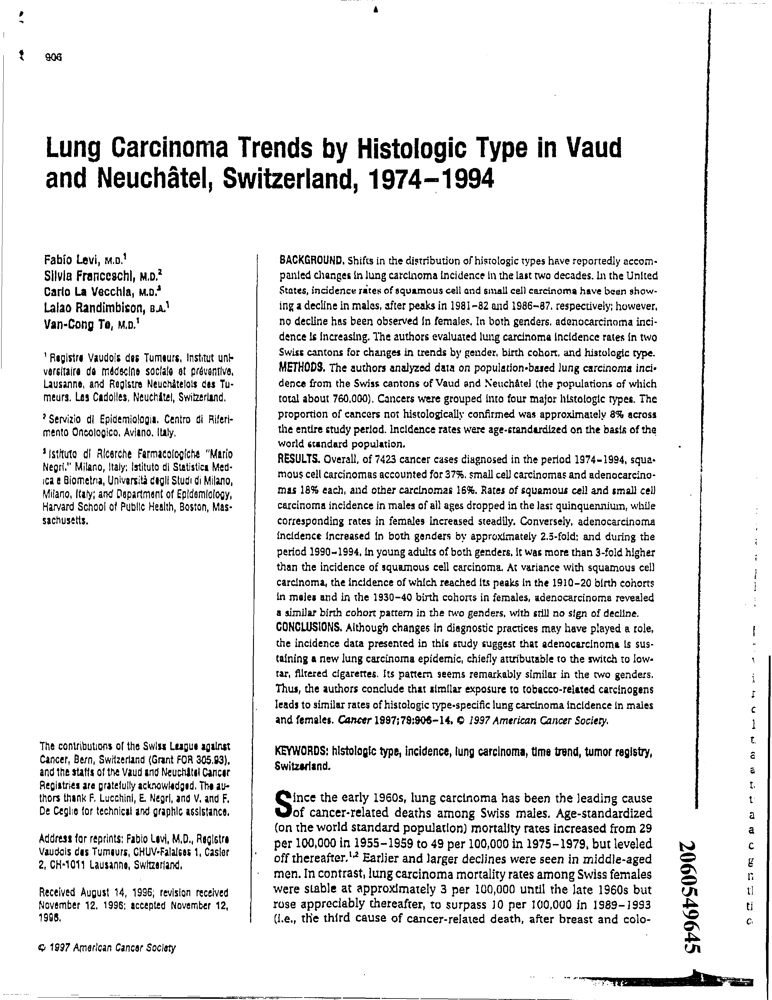 906
Lung Carcinoma Trends by Histologic Type in Vaud
and Neuchâtel, Switzerland, 1974–1994
Fabio Levi, M.D.¹
Silvia Franceschi, M.D.²
Carlo La Vecchia, M.D.³
Lalao Randimbison, B.A.¹
Van-Cong Te, M.D.¹
¹ Registre Vaudois des Tumeurs, Institut uni-
versitaire de médecine sociale et préventive,
Lausanne, and Registre Neuchâtelois des Tu-
meurs, Les Cadolles, Neuchâtel, Switzerland.
² Servizio di Epidemiologia, Centro di Riferi-
mento Oncologico, Aviano, Italy.
³ Istituto di Ricerche Farmacologiche "Mario
Negri," Milano, Italy; Istituto di Statistica Med-
ica e Biometria, Università degli Studi di Milano,
Milano, Italy; and Department of Epidemiology,
Harvard School of Public Health, Boston, Mas-
sachusetts.
The contributions of the Swiss League against
Cancer, Bern, Switzerland (Grant FOR 305.93),
and the staffs of the Vaud and Neuchâtel Cancer
Registries are gratefully acknowledged. The au-
thors thank F. Lucchini, E. Negri, and V. and F.
De Ceglie for technical and graphic assistance.
Address for reprints: Fabio Levi, M.D., Registre
Vaudois des Tumeurs, CHUV-Falaises 1, Casier
2, CH-1011 Lausanne, Switzerland.
Received August 14, 1996; revision received
November 12, 1996; accepted November 12,
1996.
© 1997 American Cancer Society
BACKGROUND. Shifts in the distribution of histologic types have reportedly accom-
panied changes in lung carcinoma incidence in the last two decades. In the United
States, incidence rates of squamous cell and small cell carcinoma have been show-
ing a decline in males, after peaks in 1981–82 and 1986–87, respectively; however,
no decline has been observed in females. In both genders, adenocarcinoma inci-
dence is increasing. The authors evaluated lung carcinoma incidence rates in two
Swiss cantons for changes in trends by gender, birth cohort, and histologic type.
METHODS. The authors analyzed data on population-based lung carcinoma inci-
dence from the Swiss cantons of Vaud and Neuchâtel (the populations of which
total about 760,000). Cancers were grouped into four major histologic types. The
proportion of cancers not histologically confirmed was approximately 8% across
the entire study period. Incidence rates were age-standardized on the basis of the
world standard population.
RESULTS. Overall, of 7423 cancer cases diagnosed in the period 1974–1994, squa-
mous cell carcinomas accounted for 37%, small cell carcinomas and adenocarcino-
mas 18% each, and other carcinomas 16%. Rates of squamous cell and small cell
carcinoma incidence in males of all ages dropped in the last quinquennium, while
corresponding rates in females increased steadily. Conversely, adenocarcinoma
incidence increased in both genders by approximately 2.5-fold; and during the
period 1990–1994, in young adults of both genders, it was more than 3-fold higher
than the incidence of squamous cell carcinoma. At variance with squamous cell
carcinoma, the incidence of which reached its peaks in the 1910–20 birth cohorts
in males and in the 1930–40 birth cohorts in females, adenocarcinoma revealed
a similar birth cohort pattern in the two genders, with still no sign of decline.
CONCLUSIONS. Although changes in diagnostic practices may have played a role,
the incidence data presented in this study suggest that adenocarcinoma is sus-
taining a new lung carcinoma epidemic, chiefly attributable to the switch to low-
tar, filtered cigarettes. Its pattern seems remarkably similar in the two genders.
Thus, the authors conclude that similar exposure to tobacco-related carcinogens
leads to similar rates of histologic type-specific lung carcinoma incidence in males
and females. Cancer 1997;79:906–14. © 1997 American Cancer Society.
KEYWORDS: histologic type, incidence, lung carcinoma, time trend, tumor registry,
Switzerland.
Since the early 1960s, lung carcinoma has been the leading cause
of cancer-related deaths among Swiss males. Age-standardized
(on the world standard population) mortality rates increased from 29
per 100,000 in 1955–1959 to 49 per 100,000 in 1975–1979, but leveled
off thereafter.¹,² Earlier and larger declines were seen in middle-aged
men. In contrast, lung carcinoma mortality rates among Swiss females
were stable at approximately 3 per 100,000 until the late 1960s but
rose appreciably thereafter, to surpass 10 per 100,000 in 1989–1993
(i.e., the third cause of cancer-related death, after breast and colo-
2060549645